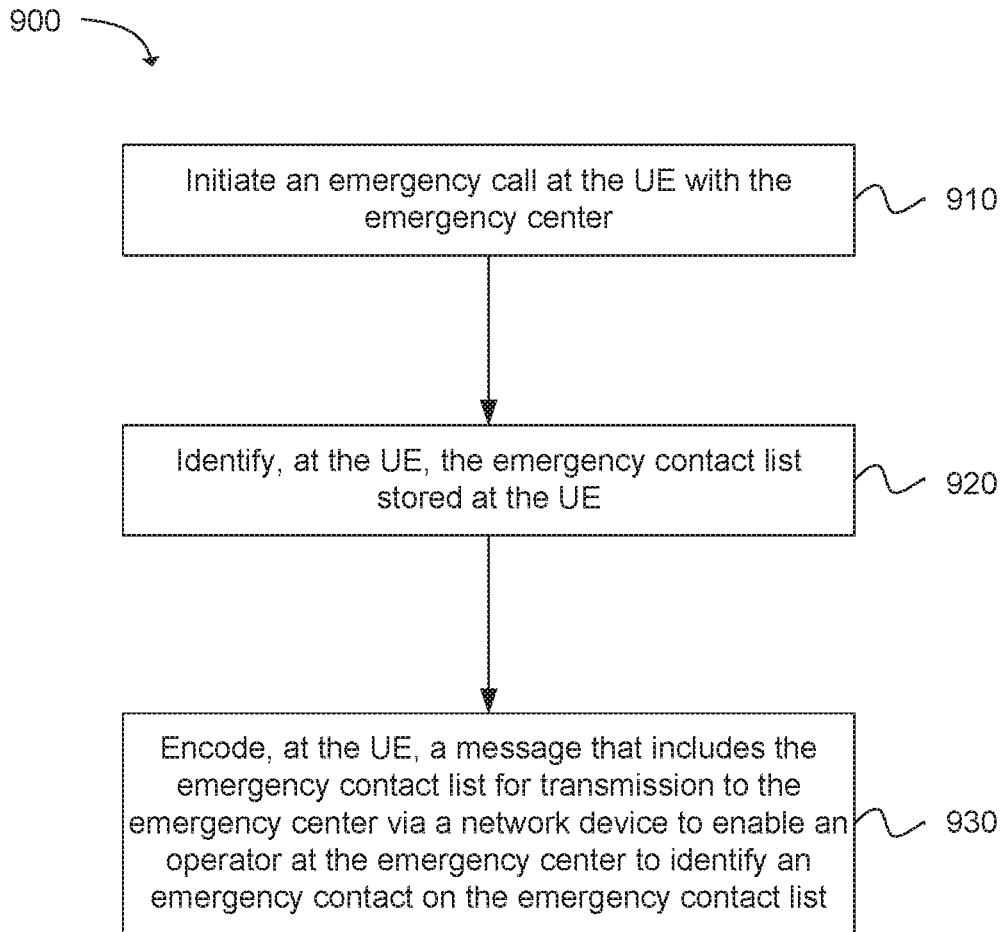 900
Initiate an emergency call at the UE with the
emergency center
910
Identify, at the UE, the emergency contact list
stored at the UE
920
Encode, at the UE, a message that includes the
emergency contact list for transmission to the
emergency center via a network device to enable an
operator at the emergency center to identify an
emergency contact on the emergency contact list
930